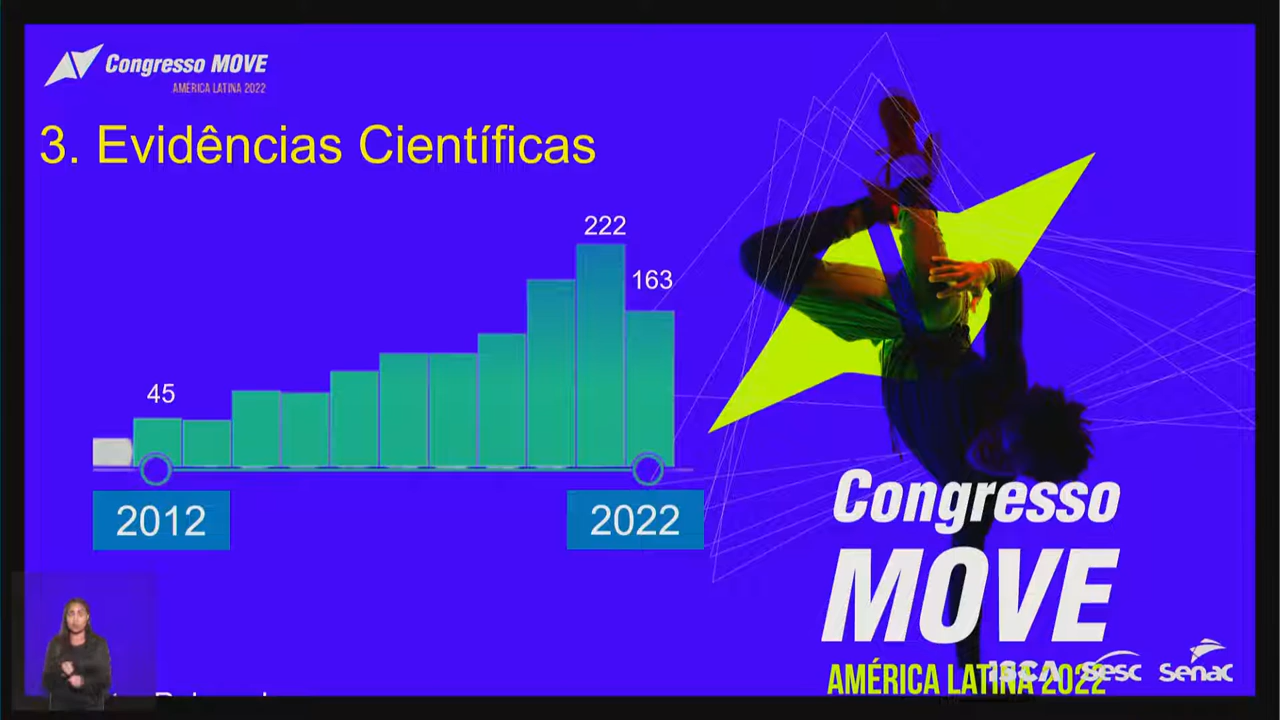 Congresso MOVE
AMÉRICA LATINA 2022
3. Evidências Científicas
222
163
45
2012
2022
Congresso
MOVE
AMÉRICA LATINA 2022
ISCA sesc senac